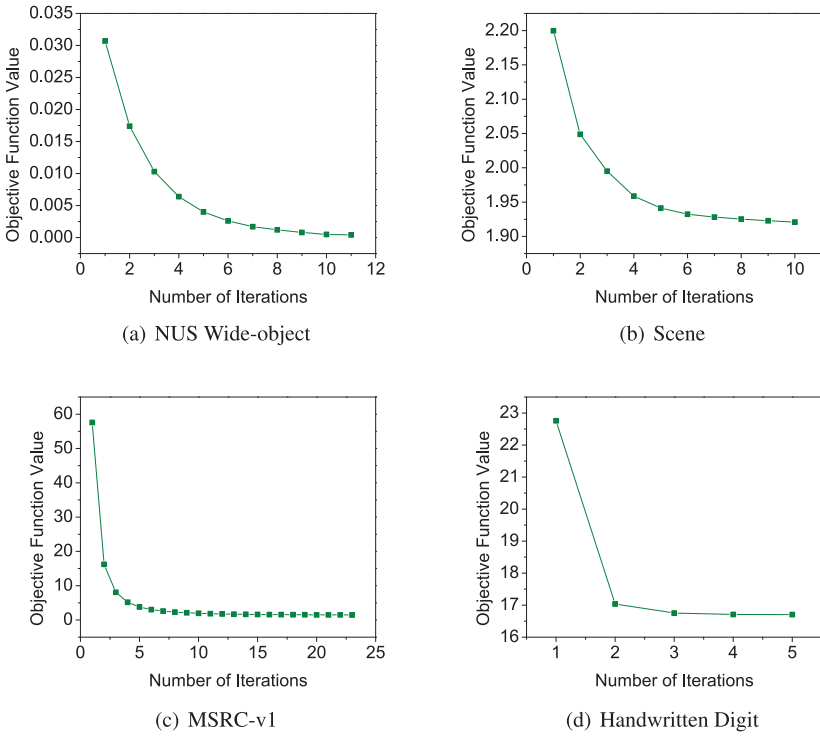 0.035
0.030
0.025
0.020
0.015
0.010
0.005
0.000
Objective Function Value
0 2 4 6 8 10 12
Number of Iterations
(a) NUS Wide-object
2.20
2.15
2.10
2.05
2.00
1.95
1.90
Objective Function Value
0 2 4 6 8 10
Number of Iterations
(b) Scene
60
50
40
30
20
10
0
Objective Function Value
0 5 10 15 20 25
Number of Iterations
(c) MSRC-v1
23
22
21
20
19
18
17
16
Objective Function Value
1 2 3 4 5
Number of Iterations
(d) Handwritten Digit